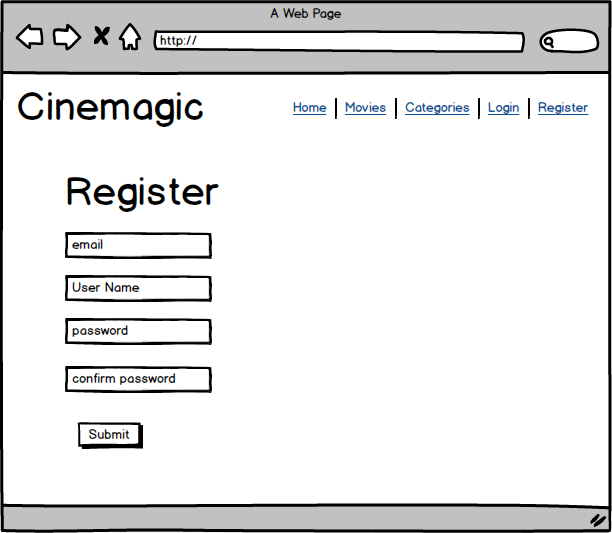 A Web Page
http://
Cinemagic
Home | Movies | Categories | Login | Register
Register
email
User Name
password
confirm password
Submit